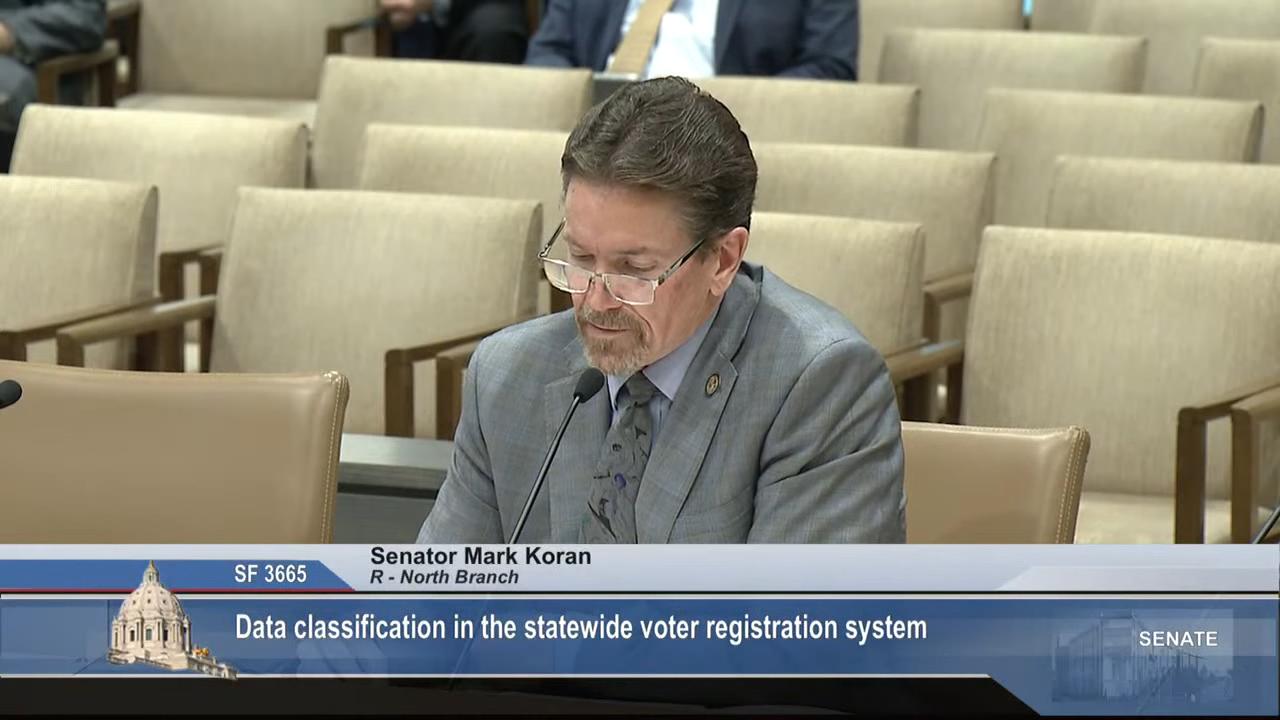 Senator Mark Koran
SF 3665
R - North Branch
Data classification in the statewide voter registration system
SENATE